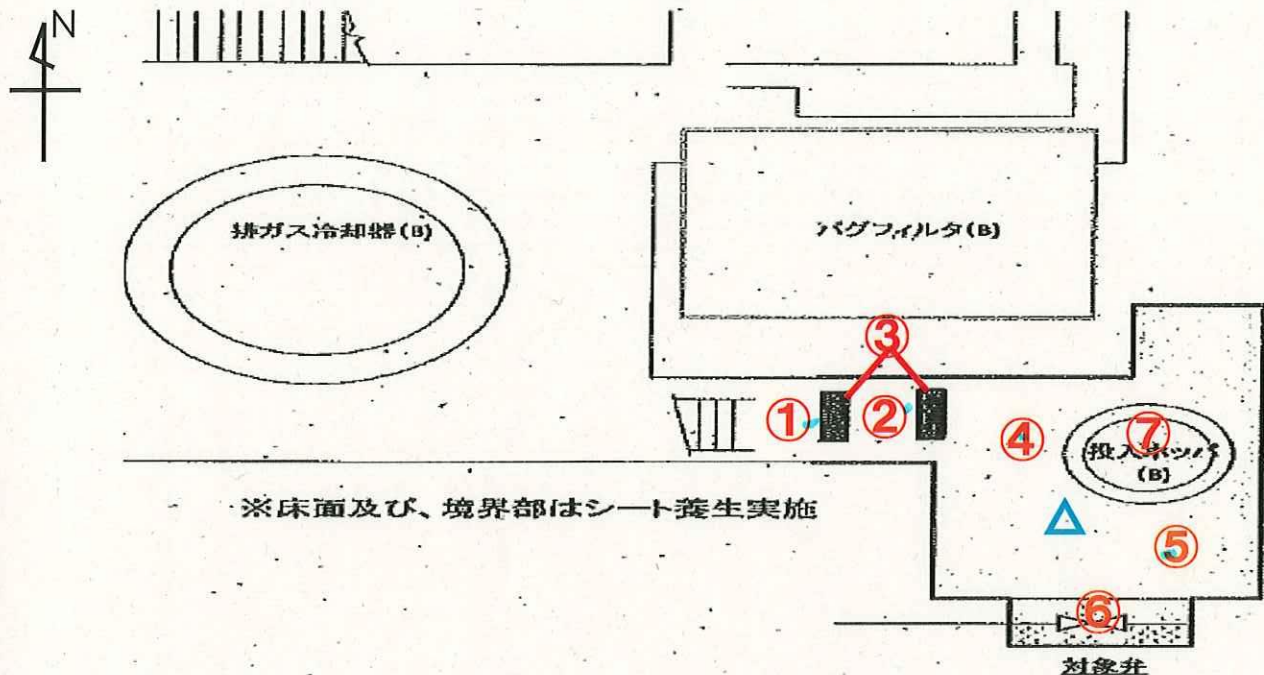 N
排ガス冷却器(B)
バグフィルタ(B)
③
①
②
④
⑦
投入ホッパ
(B)
※床面及び、境界部はシート養生実施
⑤
⑥
対象弁